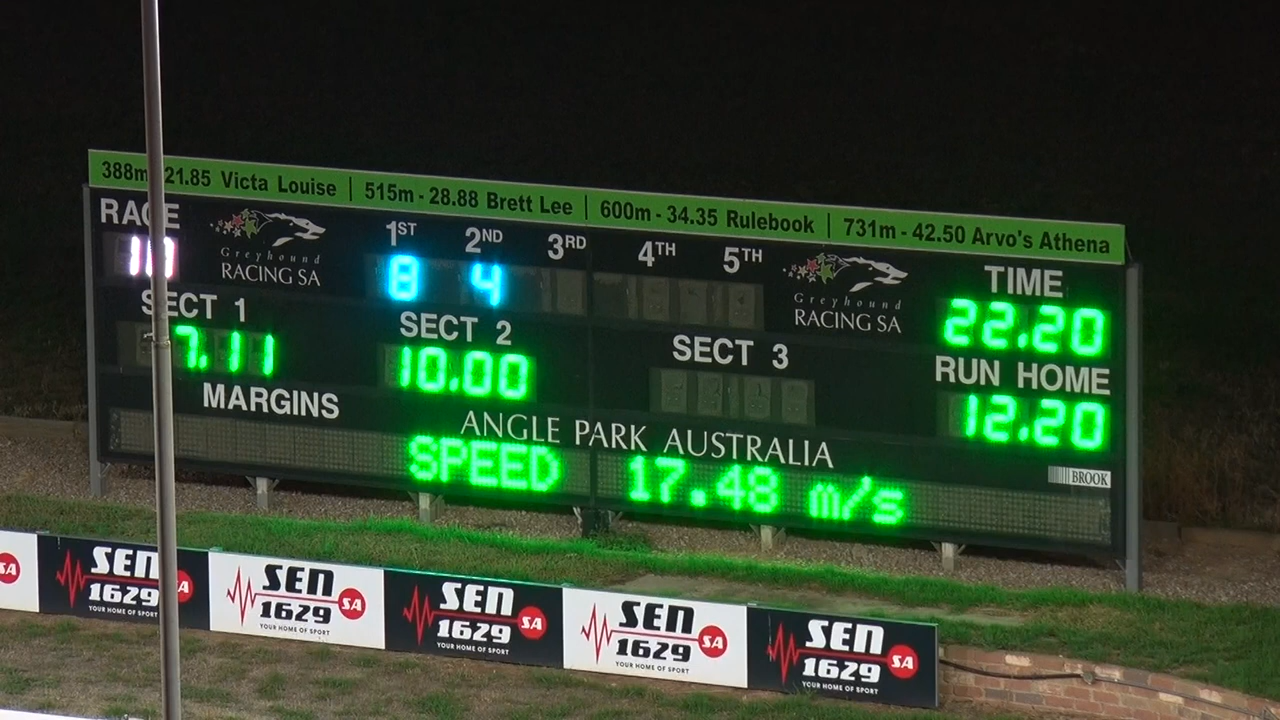 388m 21.85 Victa Louise | 515m - 28.88 Brett Lee | 600m - 34.35 Rulebook | 731m - 42.50 Arvo's Athena
RACE
Greyhound
RACING SA
1ST 2ND 3RD 4TH 5TH
8 4
Greyhound
RACING SA
TIME
22.20
SECT 1
7.11
SECT 2
10.00
SECT 3
RUN HOME
12.20
MARGINS
ANGLE PARK AUSTRALIA
SPEED 17.48 m/s
BROOK
SA
SEN
1629 SA
YOUR HOME OF SPORT
SEN
1629 SA
YOUR HOME OF SPORT
SEN
1629 SA
YOUR HOME OF SPORT
SEN
1629 SA
YOUR HOME OF SPORT
SEN
1629 SA
YOUR HOME OF SPORT